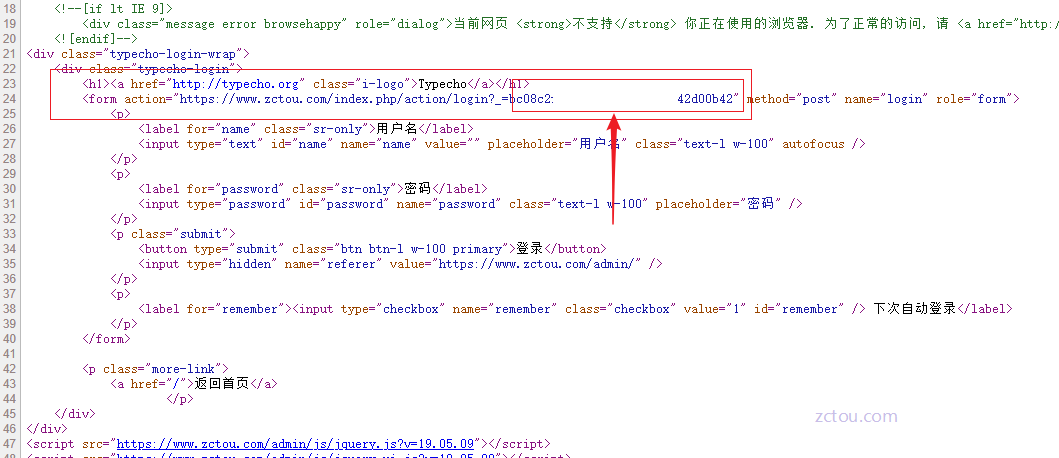 18 <!--[if lt IE 9]>
19 <div class="message error browsehappy" role="dialog">当前网页 <strong>不支持</strong> 你正在使用的浏览器. 为了正常的访问, 请 <a href="http:/
20 <![endif]-->
21 <div class="typecho-login-wrap">
22 <div class="typecho-login">
23 <h1><a href="http://typecho.org" class="i-logo">Typecho</a></h1>
24 <form action="https://www.zctou.com/index.php/action/login?_=bc08c2 42d00b42" method="post" name="login" role="form">
25 <p>
26 <label for="name" class="sr-only">用户名</label>
27 <input type="text" id="name" name="name" value="" placeholder="用户名" class="text-l w-100" autofocus />
28 </p>
29 <p>
30 <label for="password" class="sr-only">密码</label>
31 <input type="password" id="password" name="password" class="text-l w-100" placeholder="密码" />
32 </p>
33 <p class="submit">
34 <button type="submit" class="btn btn-l w-100 primary">登录</button>
35 <input type="hidden" name="referer" value="https://www.zctou.com/admin/" />
36 </p>
37 <p>
38 <label for="remember"><input type="checkbox" name="remember" class="checkbox" value="1" id="remember" /> 下次自动登录</label>
39 </p>
40 </form>
41
42 <p class="more-link">
43 <a href="/">返回首页</a>
44 </p>
45 </div>
46 </div>
zctou.com
47 <script src="https://www.zctou.com/admin/js/jquery.js?v=19.05.09"></script>